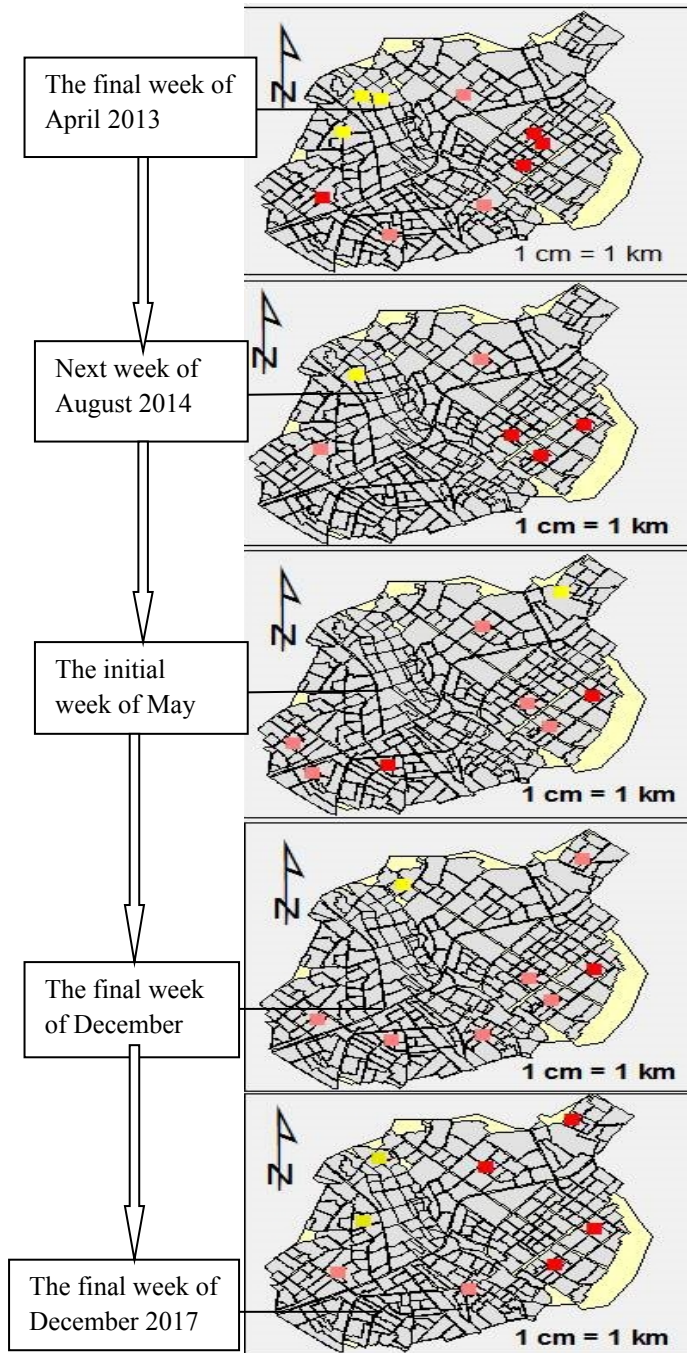 The final week of
April 2013
N
1 cm = 1 km
Next week of
August 2014
N
1 cm = 1 km
The initial
week of May
N
1 cm = 1 km
The final week
of December
N
1 cm = 1 km
The final week of
December 2017
N
1 cm = 1 km